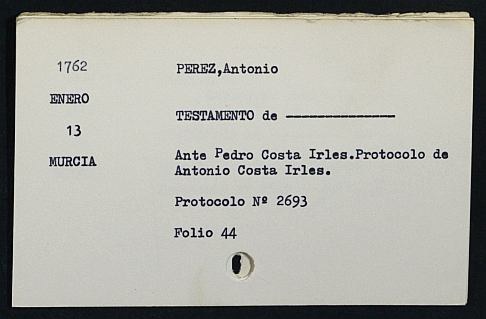 1762
PEREZ,Antonio
ENERO
TESTAMENTO de --------------
13
MURCIA
Ante Pedro Costa Irles.Protocolo de
Antonio Costa Irles.
Protocolo Nº 2693
Folio 44